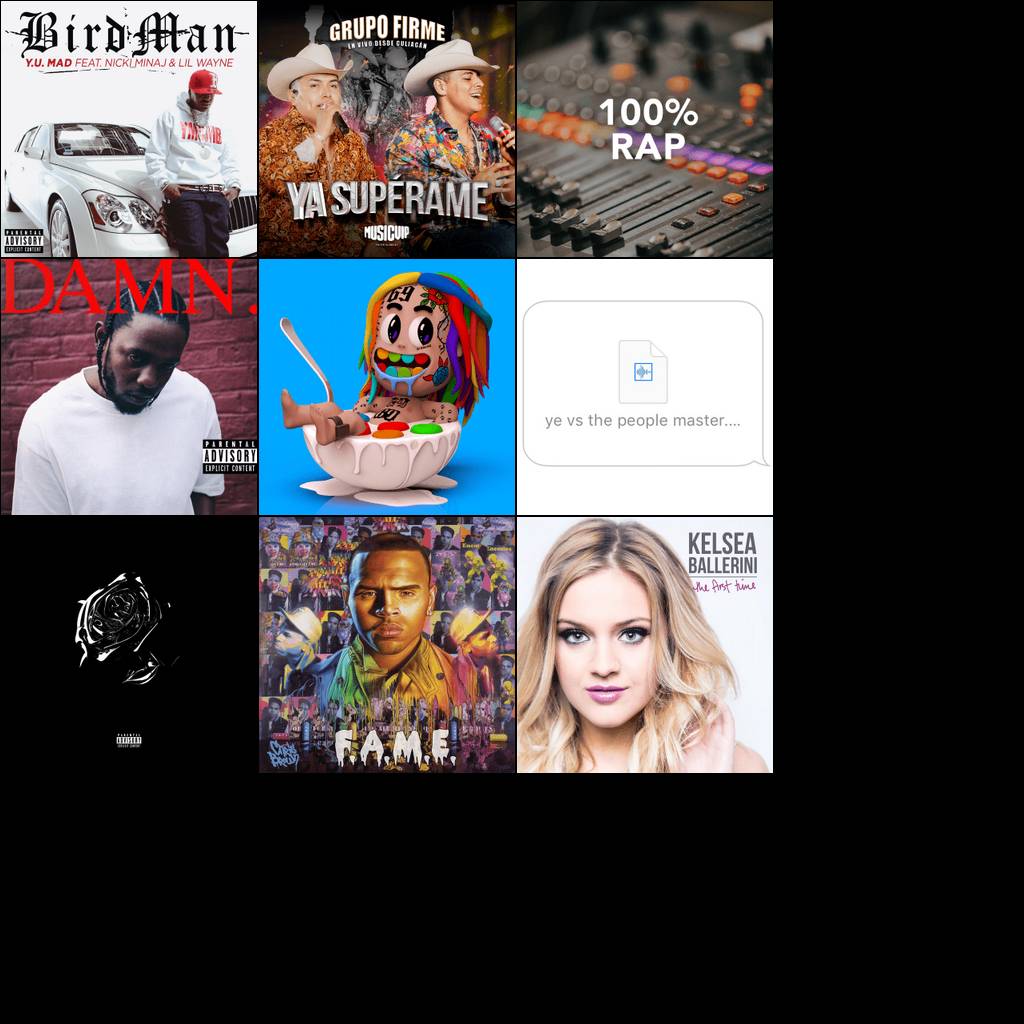 BirdMan
Y.U. MAD FEAT. NICKI MINAJ & LIL WAYNE
YMCMB
PARENTAL
ADVISORY
EXPLICIT CONTENT
GRUPO FIRME
EN VIVO DESDE CULIACÁN
YA SUPÉRAME
MUSICVIP
100%
RAP
DAMN.
PARENTAL
ADVISORY
EXPLICIT CONTENT
69
ye vs the people master....
PARENTAL
ADVISORY
EXPLICIT CONTENT
F.A.M.E.
KELSEA
BALLERINI
the first time